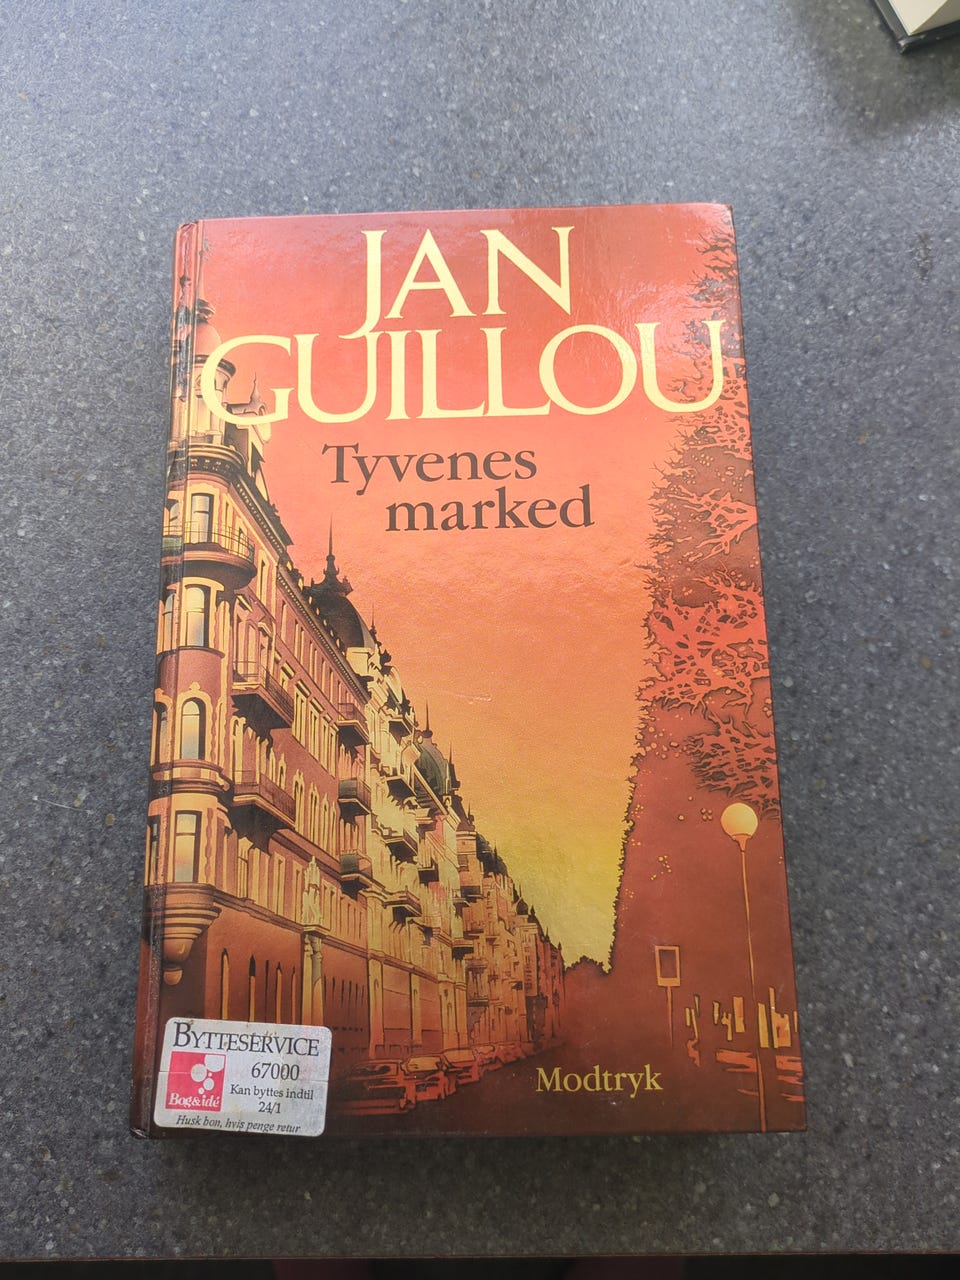 JAN
GUILLOU
Tyvenes
marked
Modtryk
BYTTESERVICE
67000
Kan byttes indtil
24/1
Bog&idé
Husk bon, hvis penge retur